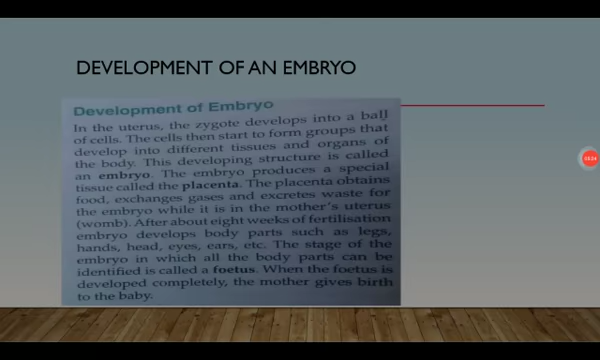 DEVELOPMENT OF AN EMBRYO
Development of Embryo
In the uterus, the zygote develops into a ball
of cells. The cells then start to form groups that
develop into different tissues and organs of
the body. This developing structure is called
an embryo. The embryo produces a special
tissue called the placenta. The placenta obtains
food, exchanges gases and excretes waste for
the embryo while it is in the mother's uterus
(womb). After about eight weeks of fertilisation
embryo develops body parts such as legs,
hands, head, eyes, ears, etc. The stage of the
embryo in which all the body parts can be
identified is called a foetus. When the foetus is
developed completely, the mother gives birth
to the baby.